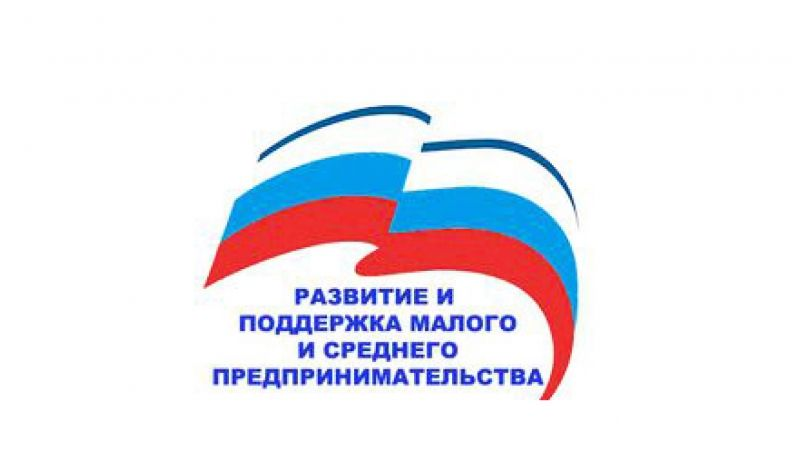 РАЗВИТИЕ И
ПОДДЕРЖКА МАЛОГО
И СРЕДНЕГО
ПРЕДПРИНИМАТЕЛЬСТВА